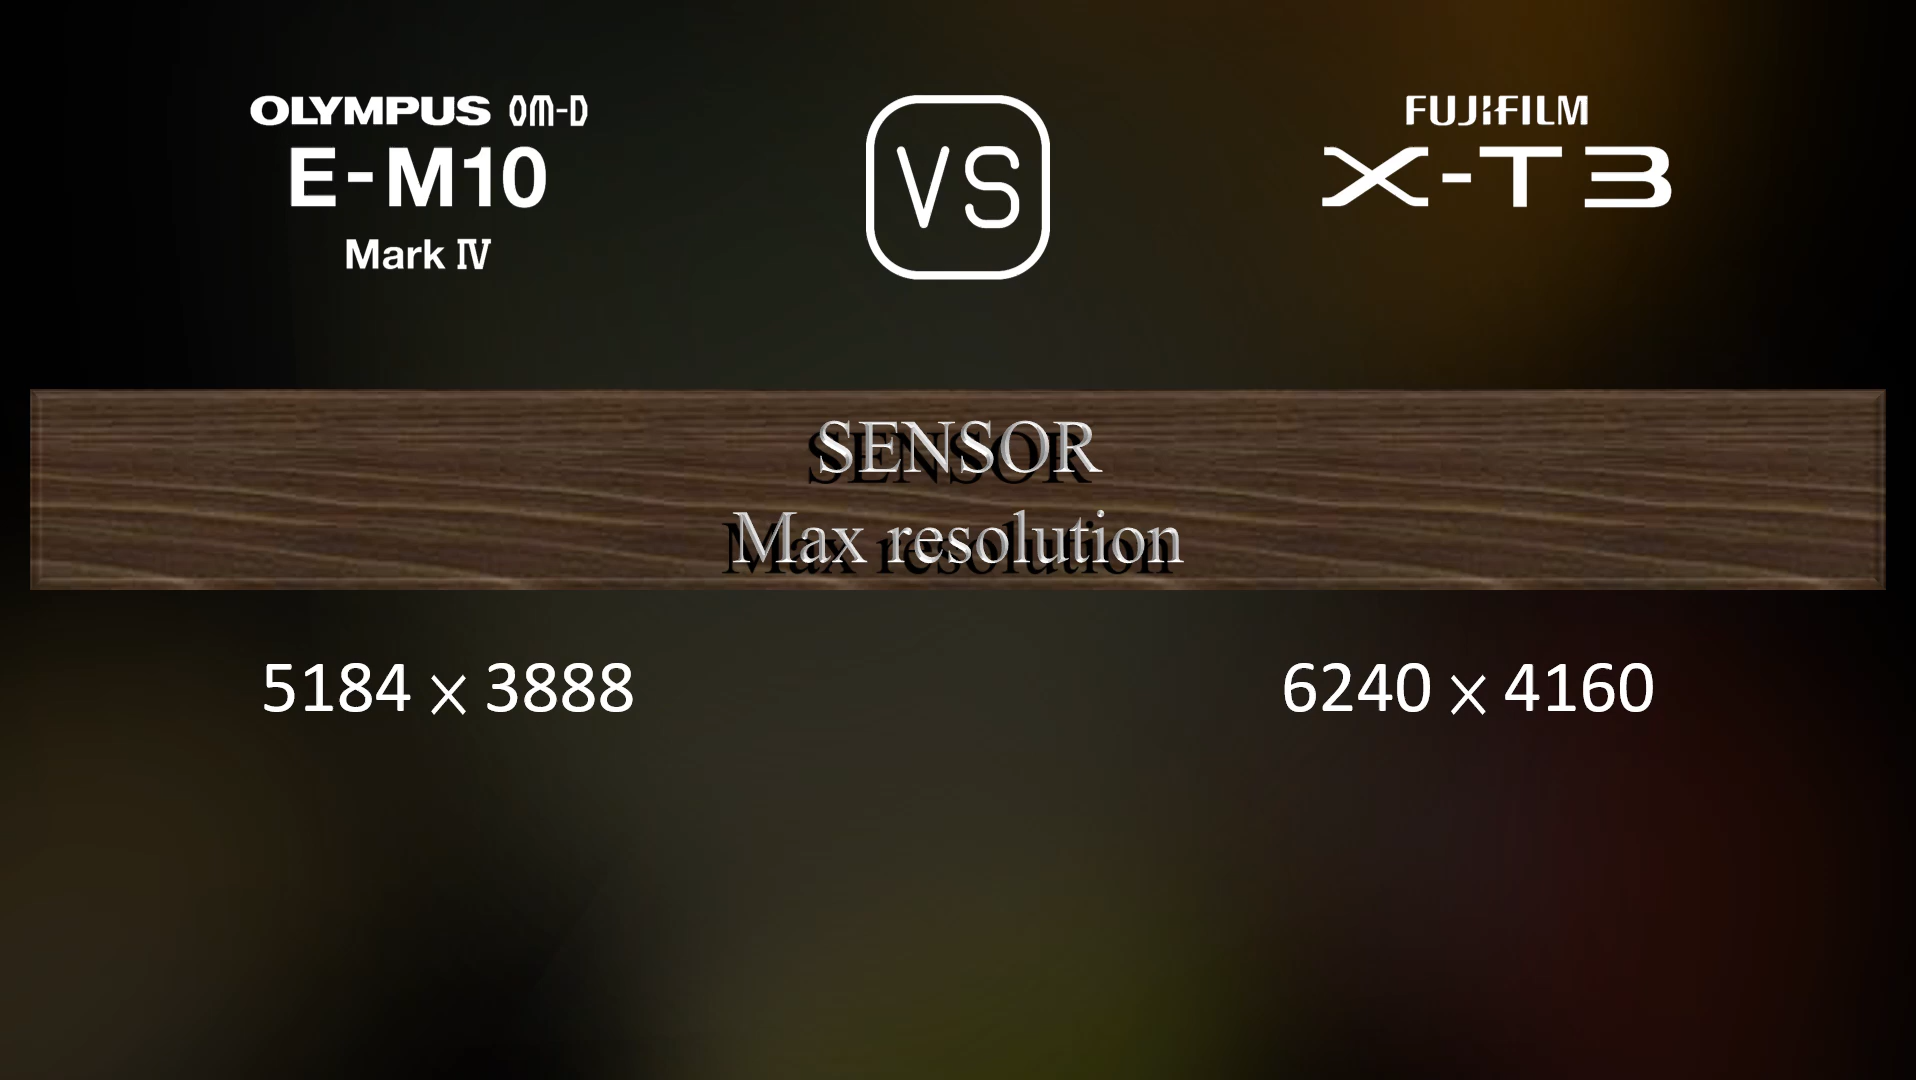 OLYMPUS OM-D
E-M10
Mark IV
VS
FUJIFILM
X-T3
SENSOR
Max resolution
5184 x 3888
6240 x 4160